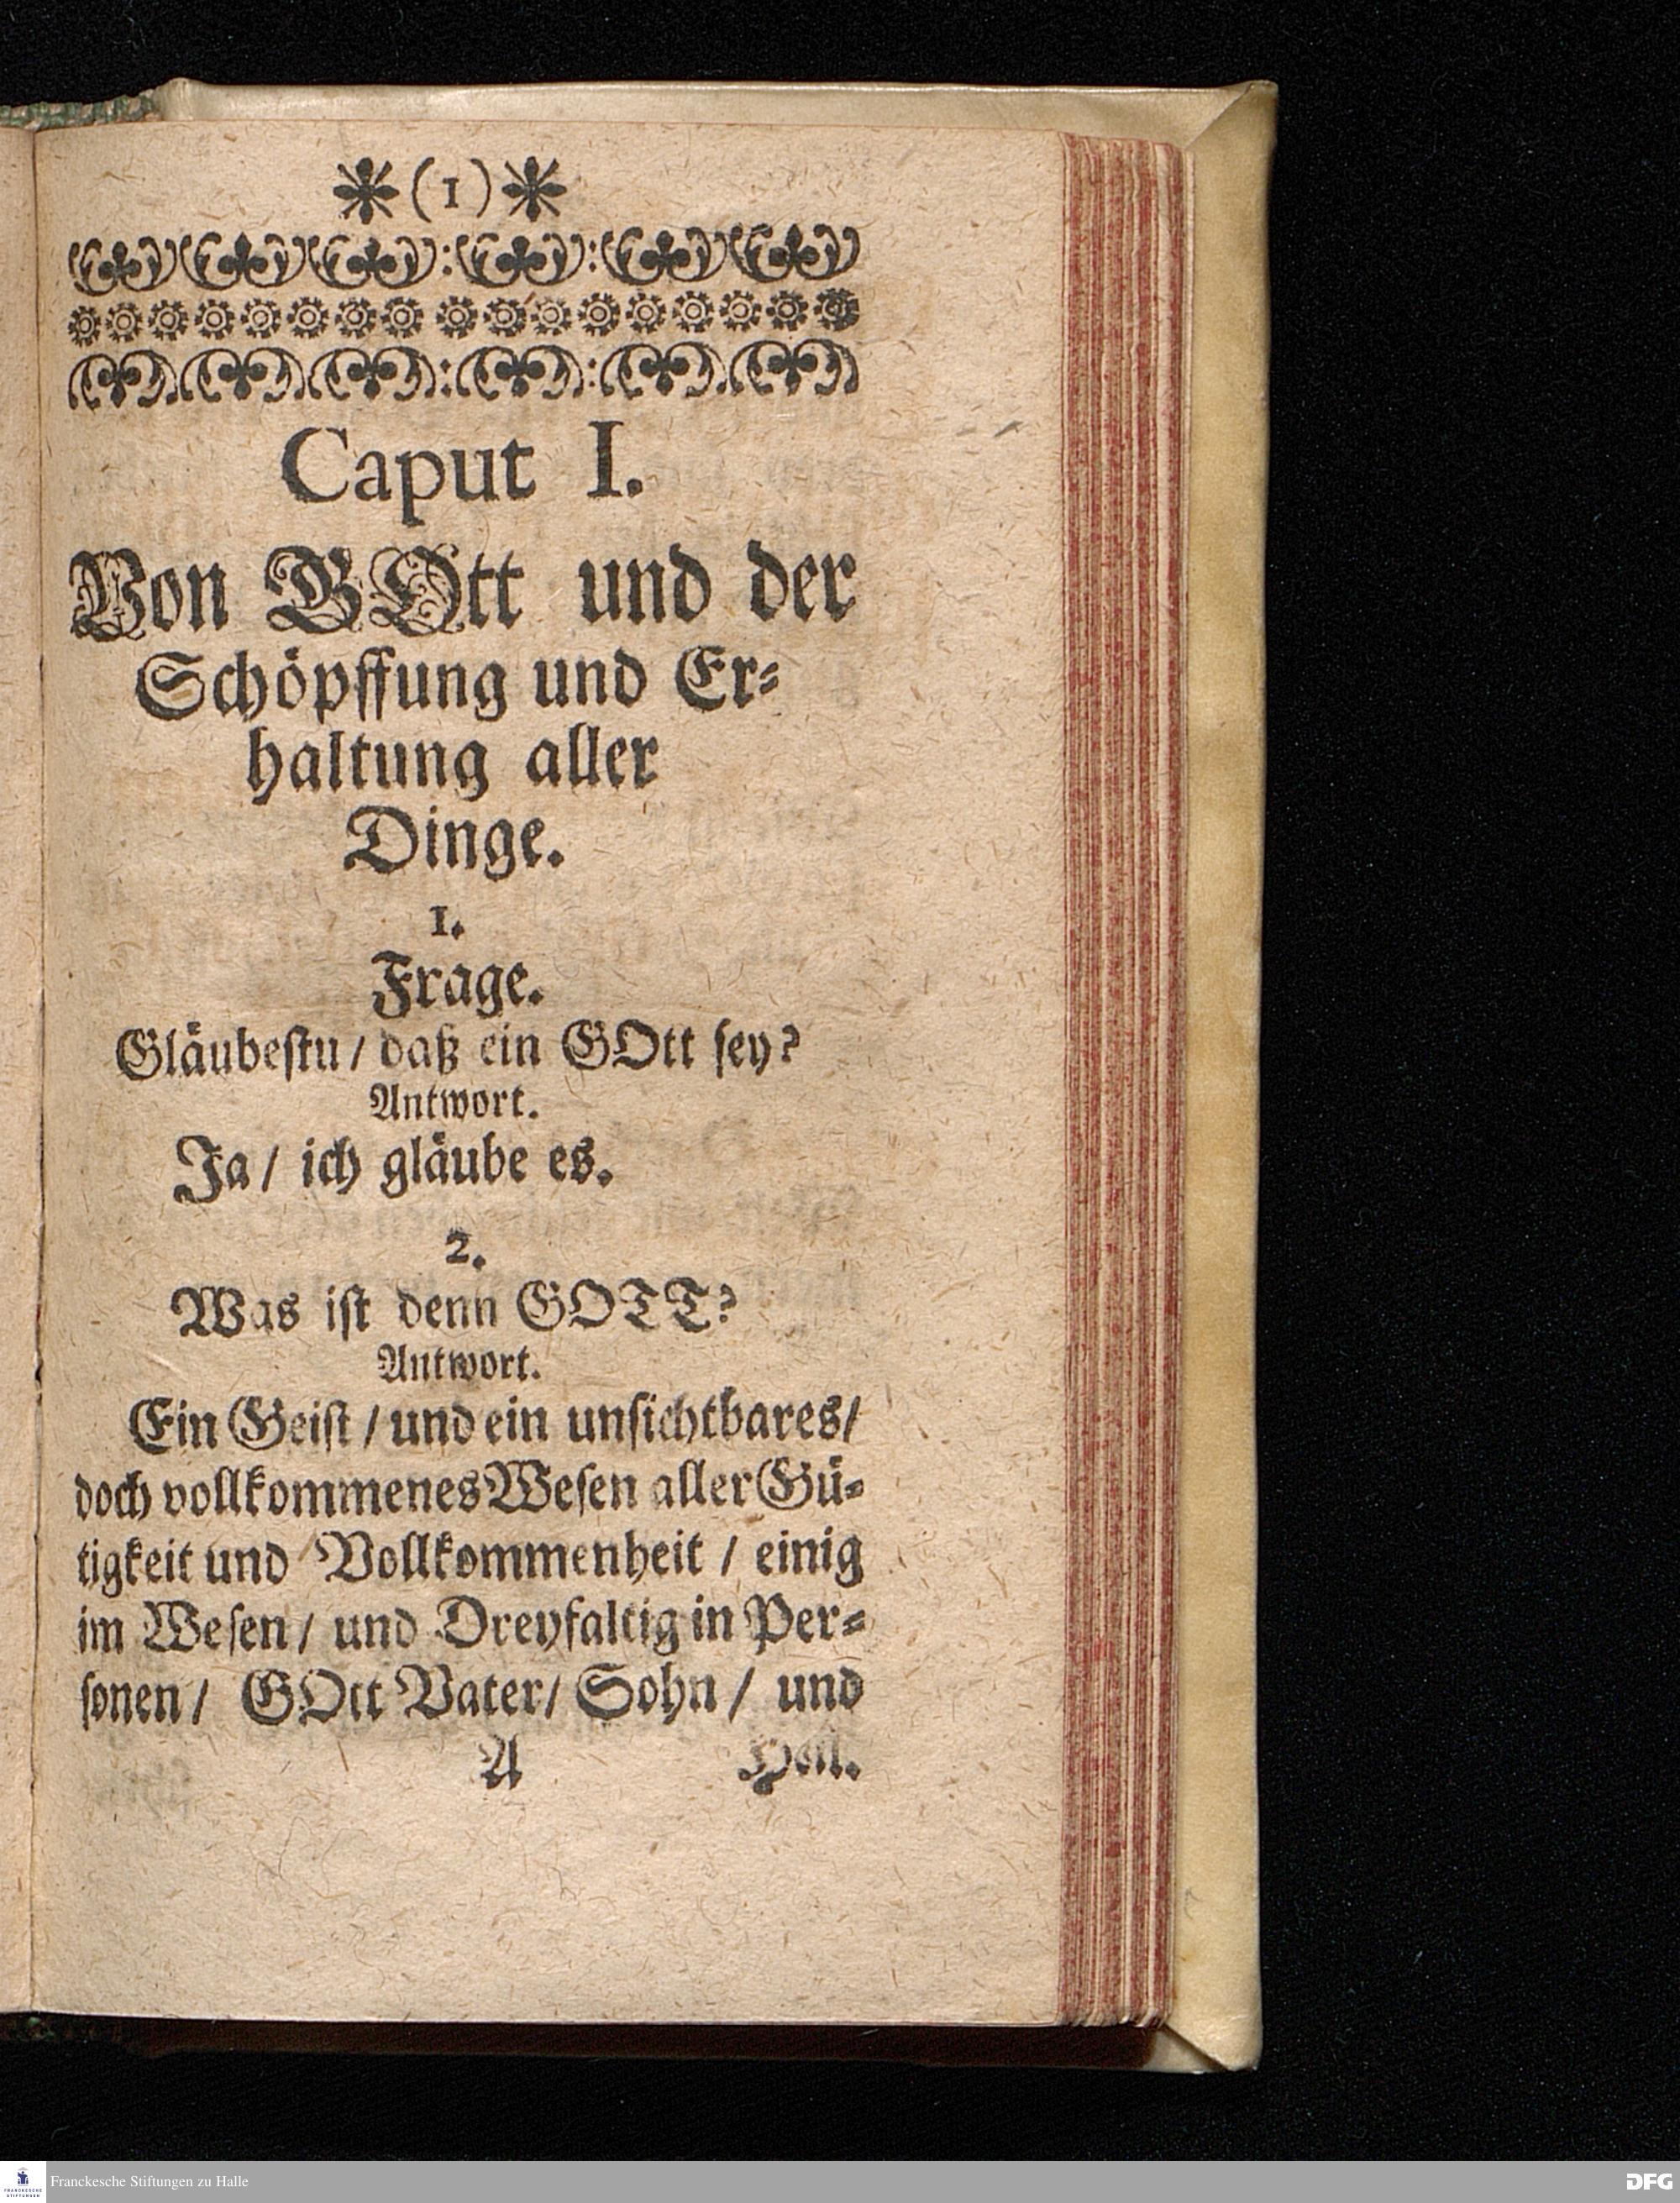 (1)
Caput I.
Von GOtt und der
Schöpffung und Er⸗
haltung aller
Dinge.
1.
Frage.
Gläubeſtu / daß ein GOtt ſey?
Antwort.
Ja / ich gläube es.
2.
Was iſt denn GOTT?
Antwort.
Ein Geiſt / und ein unſichtbares /
doch vollkommenes Weſen aller Gü⸗
tigkeit und Vollkommenheit / einig
im Weſen / und Dreyfaltig in Per⸗
ſonen / GOtt Vater / Sohn / und
A Heil.
FRANCKESCHE STIFTUNGEN
Franckesche Stiftungen zu Halle
DFG